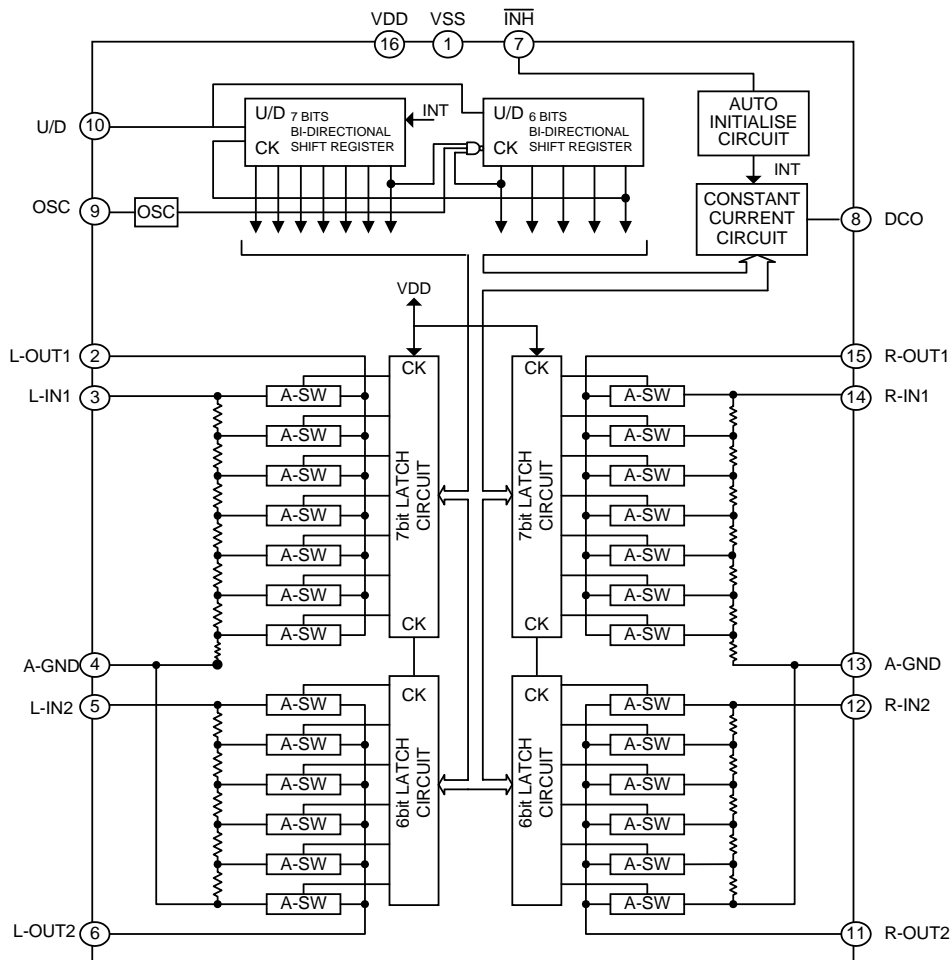 VDD VSS INH
16 1 7
U/D 10
U/D 7 BITS
BI-DIRECTIONAL
CK SHIFT REGISTER
INT
U/D 6 BITS
BI-DIRECTIONAL
CK SHIFT REGISTER
AUTO
INITIALISE
CIRCUIT
INT
OSC 9 OSC
CONSTANT
CURRENT
CIRCUIT
8 DCO
VDD
L-OUT1 2
L-IN1 3
CK
A-SW
A-SW
A-SW
A-SW
A-SW
A-SW
A-SW
7bit LATCH
CIRCUIT
CK
CK
7bit LATCH
CIRCUIT
CK
A-SW
A-SW
A-SW
A-SW
A-SW
A-SW
A-SW
15 R-OUT1
14 R-IN1
A-GND 4
L-IN2 5
CK
A-SW
A-SW
A-SW
A-SW
A-SW
A-SW
6bit LATCH
CIRCUIT
CK
6bit LATCH
CIRCUIT
A-SW
A-SW
A-SW
A-SW
A-SW
A-SW
13 A-GND
12 R-IN2
L-OUT2 6
11 R-OUT2